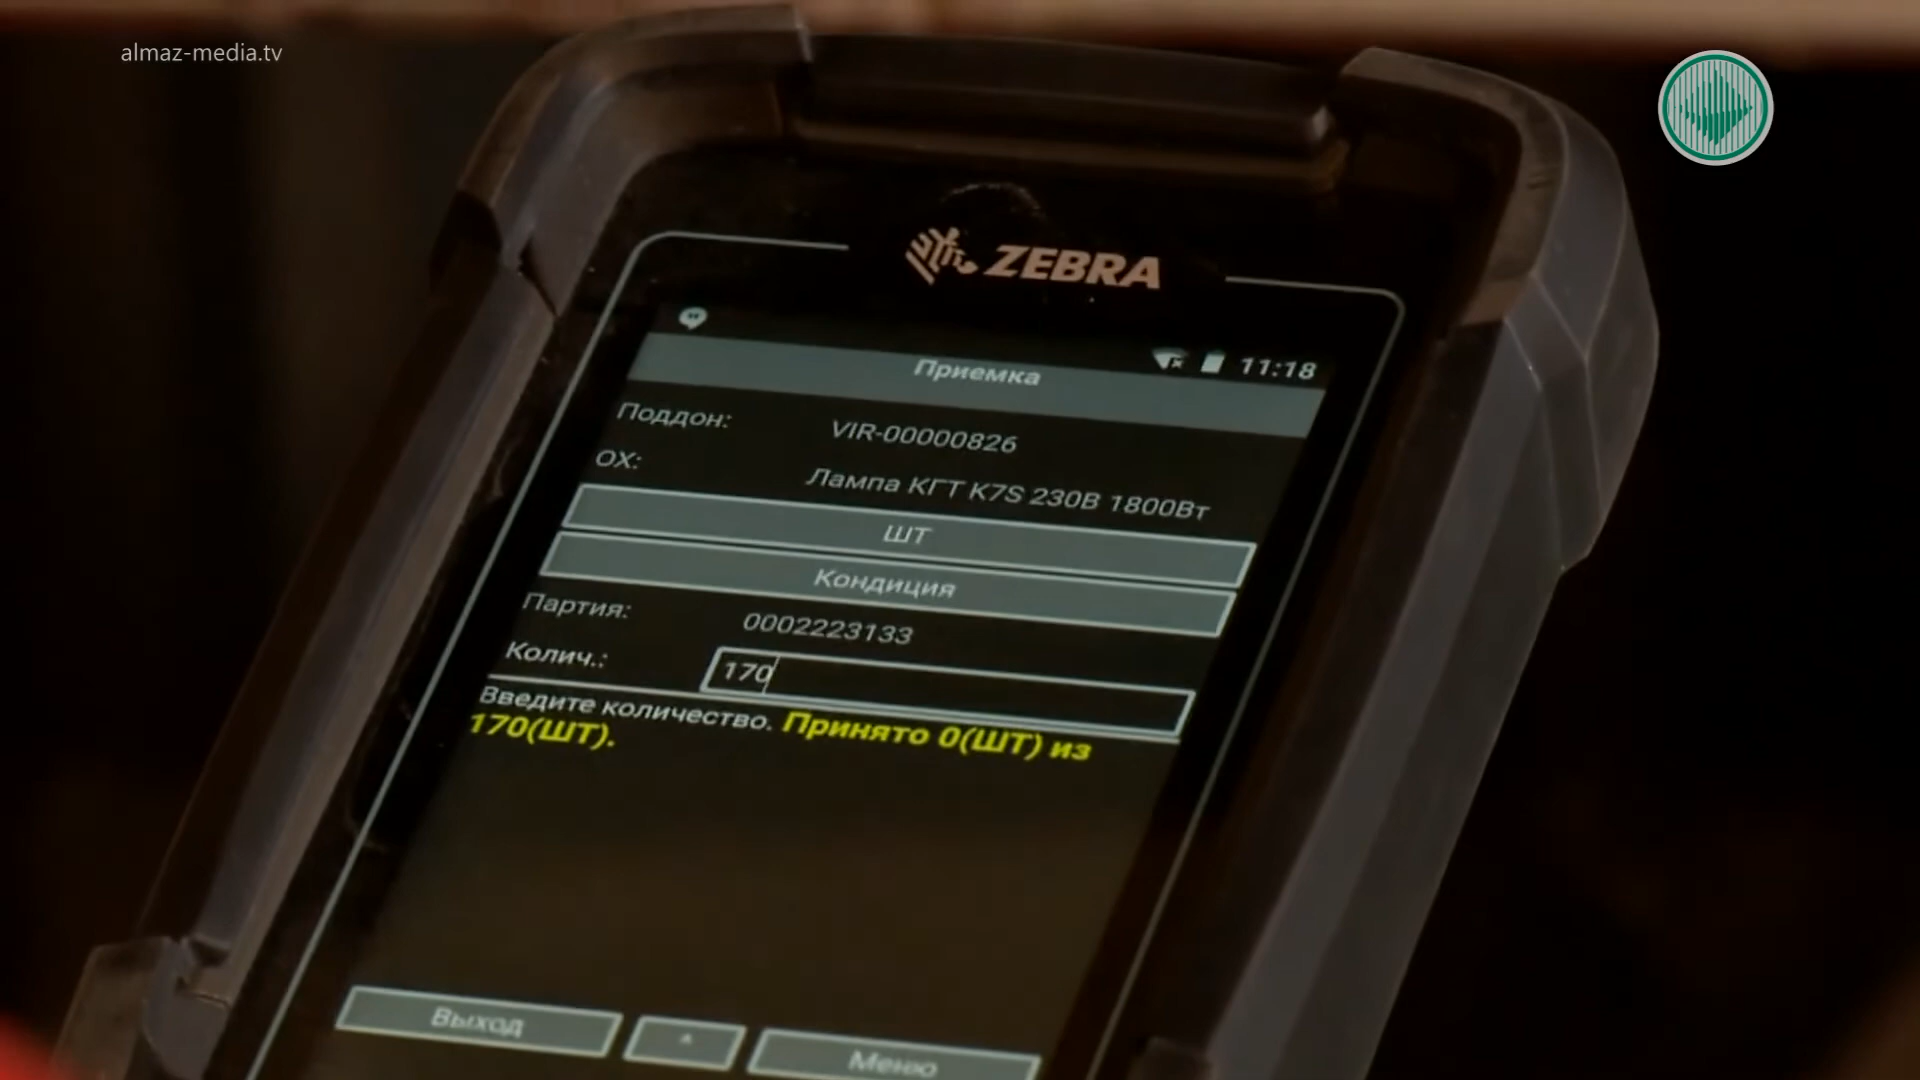 almaz-media.tv
ZEBRA
11:18
Приемка
Поддон: VIR-00000826
ОХ: Лампа КГТ K7S 230В 1800Вт
ШТ
Кондиция
Партия: 0002223133
Колич.: 170
Введите количество. Принято 0(ШТ) из
170(ШТ).
Выход ^ Меню